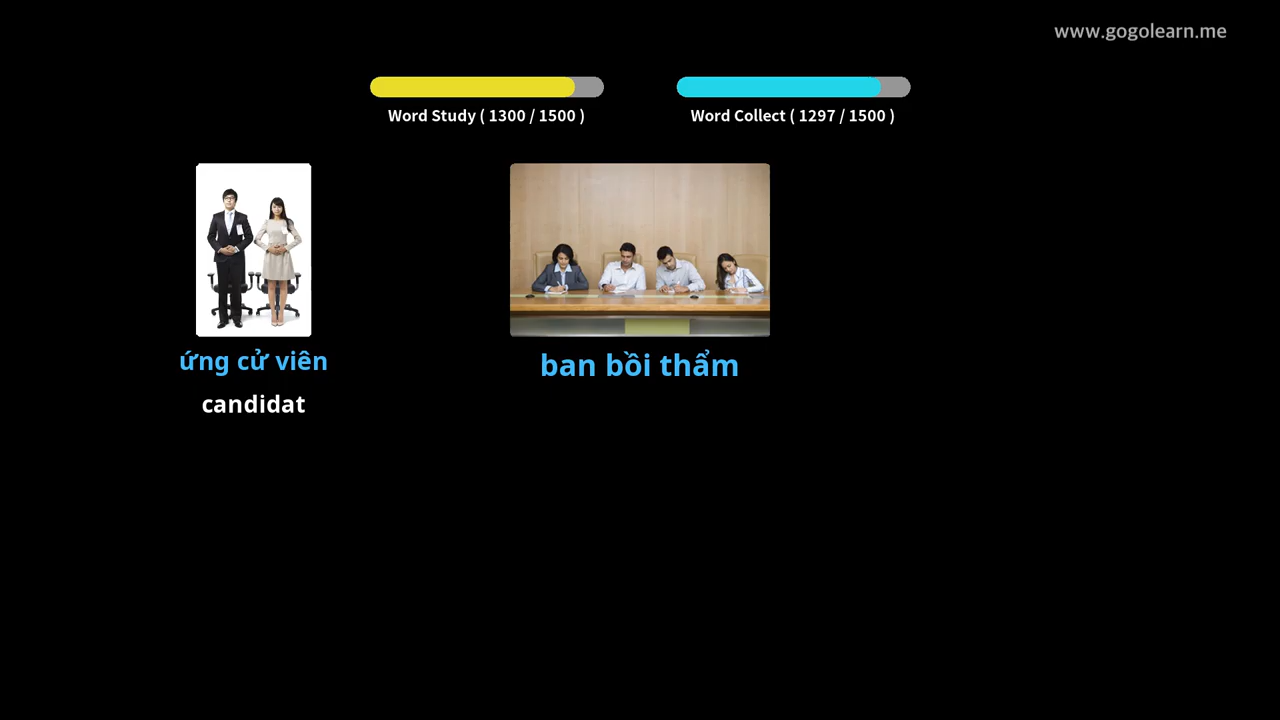 www.gogolearn.me
Word Study ( 1300 / 1500 )
Word Collect ( 1297 / 1500 )
ứng cử viên
candidat
ban bồi thẩm